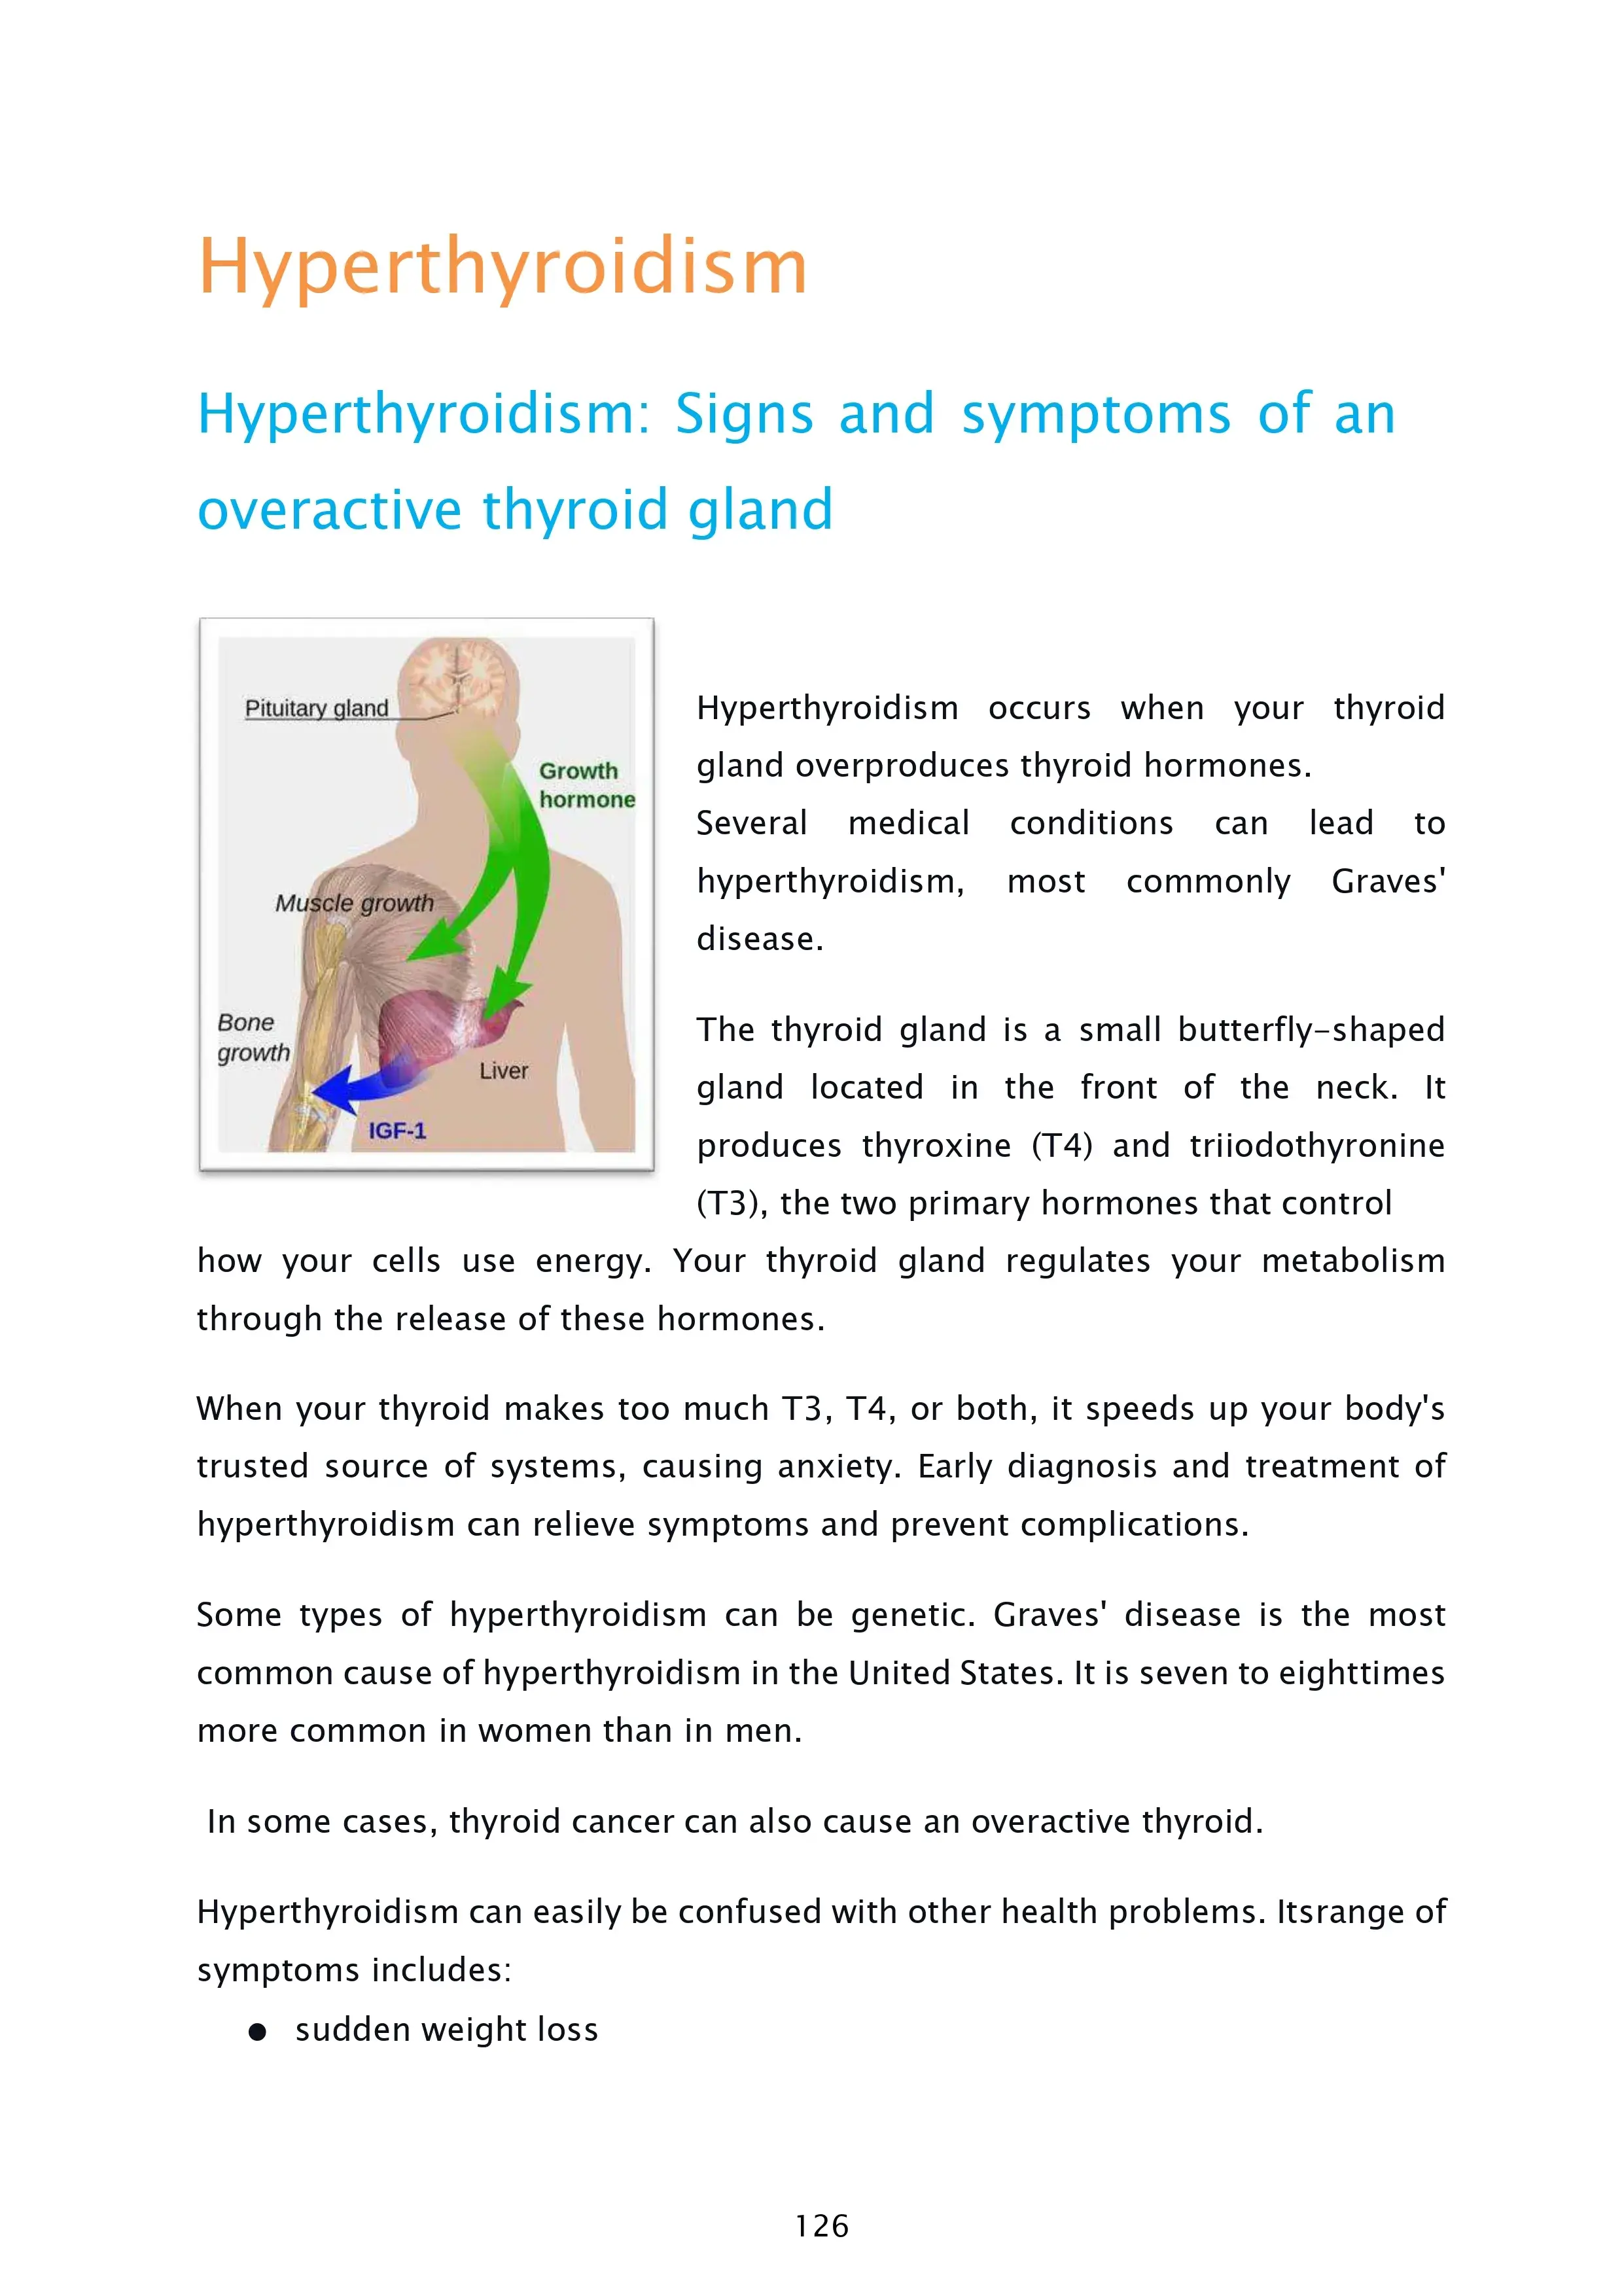 Hyperthyroidism
Hyperthyroidism: Signs and symptoms of an
overactive thyroid gland
Pituitary gland
Growth
hormone
Muscle growth
Bone
growth
Liver
IGF-1
Hyperthyroidism occurs when your thyroid
gland overproduces thyroid hormones.
Several medical conditions can lead to
hyperthyroidism, most commonly Graves'
disease.
The thyroid gland is a small butterfly-shaped
gland located in the front of the neck. It
produces thyroxine (T4) and triiodothyronine
(T3), the two primary hormones that control
how your cells use energy. Your thyroid gland regulates your metabolism
through the release of these hormones.
When your thyroid makes too much T3, T4, or both, it speeds up your body's
trusted source of systems, causing anxiety. Early diagnosis and treatment of
hyperthyroidism can relieve symptoms and prevent complications.
Some types of hyperthyroidism can be genetic. Graves' disease is the most
common cause of hyperthyroidism in the United States. It is seven to eighttimes
more common in women than in men.
In some cases, thyroid cancer can also cause an overactive thyroid.
Hyperthyroidism can easily be confused with other health problems. Itsrange of
symptoms includes:
● sudden weight loss
126